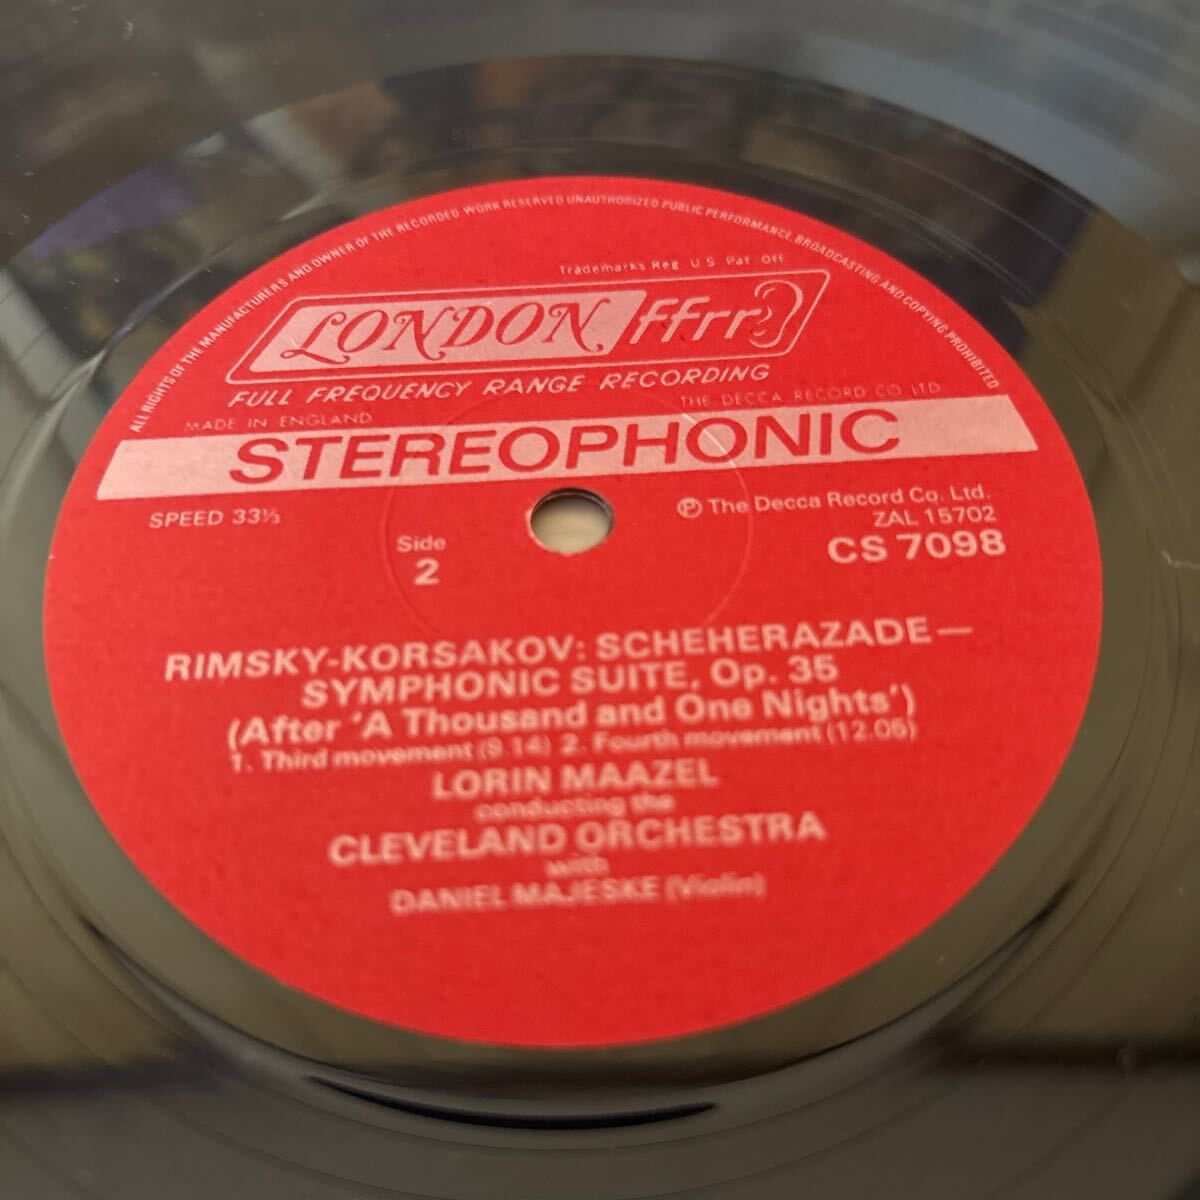 ALL RIGHTS OF THE MANUFACTURERS AND OWNER OF THE RECORDED WORK RESERVED UNAUTHORIZED PUBLIC PERFORMANCE, BROADCASTING AND COPYING PROHIBITED
Trademarks Reg U S Pat Off
LONDON ffrr
FULL FREQUENCY RANGE RECORDING
MADE IN ENGLAND
THE DECCA RECORD CO LTD
STEREOPHONIC
SPEED 33⅓
℗ The Decca Record Co. Ltd.
ZAL 15702
CS 7098
Side
2
RIMSKY-KORSAKOV: SCHEHERAZADE—
SYMPHONIC SUITE, Op. 35
(After 'A Thousand and One Nights')
1. Third movement (9.14) 2. Fourth movement (12.06)
LORIN MAAZEL
conducting the
CLEVELAND ORCHESTRA
with
DANIEL MAJESKE (Violin)